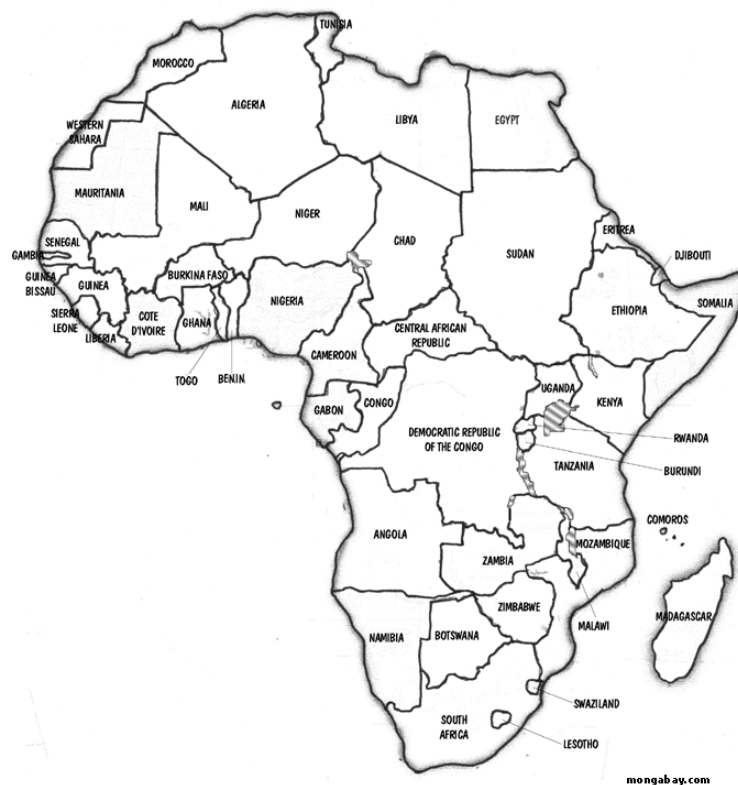 TUNISIA
MOROCCO
ALGERIA
LIBYA
EGYPT
WESTERN
SAHARA
MAURITANIA
MALI
NIGER
CHAD
SUDAN
ERITREA
DJIBOUTI
SENEGAL
GAMBIA
GUINEA
BISSAU
GUINEA
BURKINA FASO
NIGERIA
ETHIOPIA
SOMALIA
SIERRA
LEONE
LIBERIA
COTE
D'IVOIRE
GHANA
TOGO
BENIN
CAMEROON
CENTRAL AFRICAN
REPUBLIC
UGANDA
KENYA
GABON
CONGO
DEMOCRATIC REPUBLIC
OF THE CONGO
RWANDA
BURUNDI
TANZANIA
COMOROS
ANGOLA
ZAMBIA
MOZAMBIQUE
MALAWI
MADAGASCAR
ZIMBABWE
NAMIBIA
BOTSWANA
SWAZILAND
SOUTH
AFRICA
LESOTHO
mongabay.com